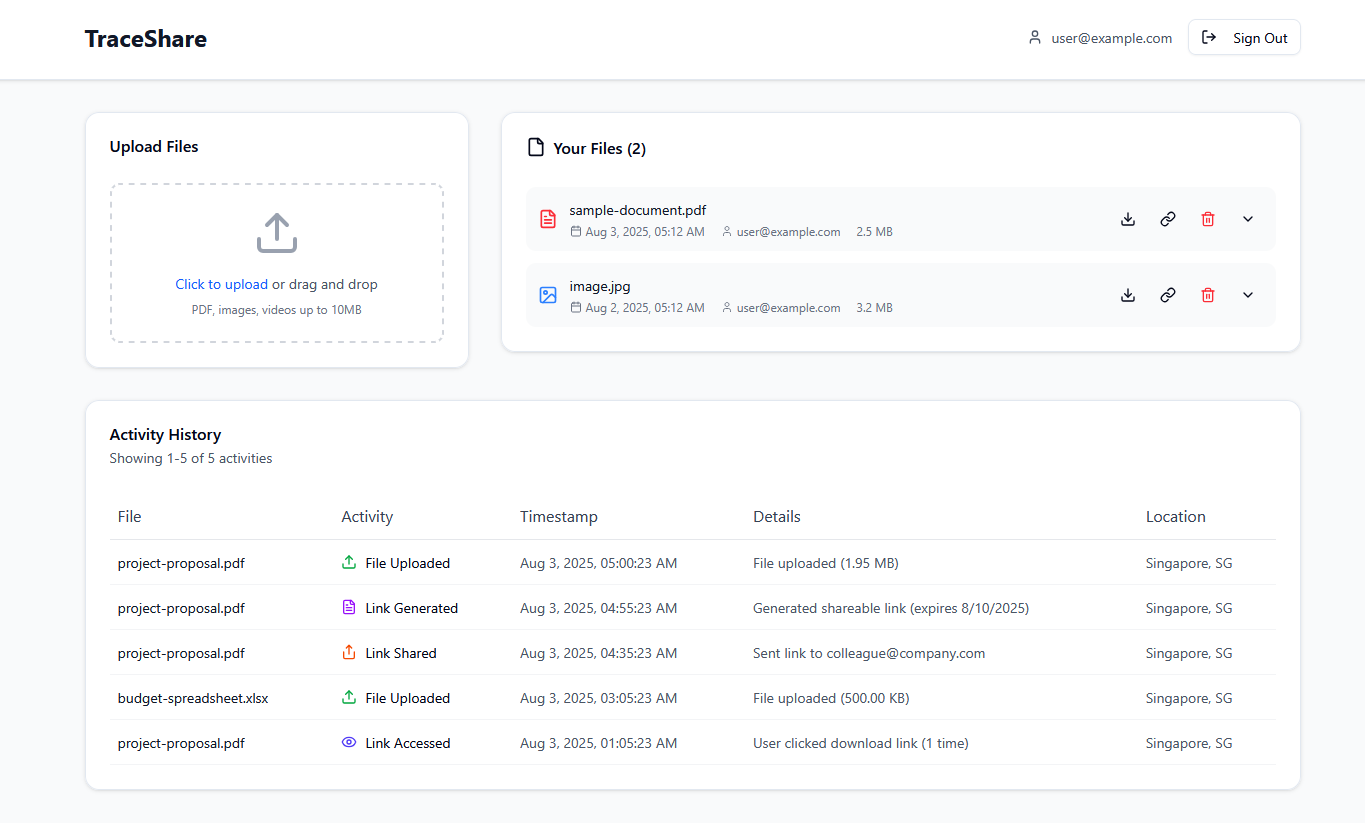 TraceShare
user@example.com
Sign Out
Upload Files
Click to upload or drag and drop
PDF, images, videos up to 10MB
Your Files (2)
sample-document.pdf
Aug 3, 2025, 05:12 AM user@example.com 2.5 MB
image.jpg
Aug 2, 2025, 05:12 AM user@example.com 3.2 MB
Activity History
Showing 1-5 of 5 activities
File Activity Timestamp Details Location
project-proposal.pdf File Uploaded Aug 3, 2025, 05:00:23 AM File uploaded (1.95 MB) Singapore, SG
project-proposal.pdf Link Generated Aug 3, 2025, 04:55:23 AM Generated shareable link (expires 8/10/2025) Singapore, SG
project-proposal.pdf Link Shared Aug 3, 2025, 04:35:23 AM Sent link to colleague@company.com Singapore, SG
budget-spreadsheet.xlsx File Uploaded Aug 3, 2025, 03:05:23 AM File uploaded (500.00 KB) Singapore, SG
project-proposal.pdf Link Accessed Aug 3, 2025, 01:05:23 AM User clicked download link (1 time) Singapore, SG